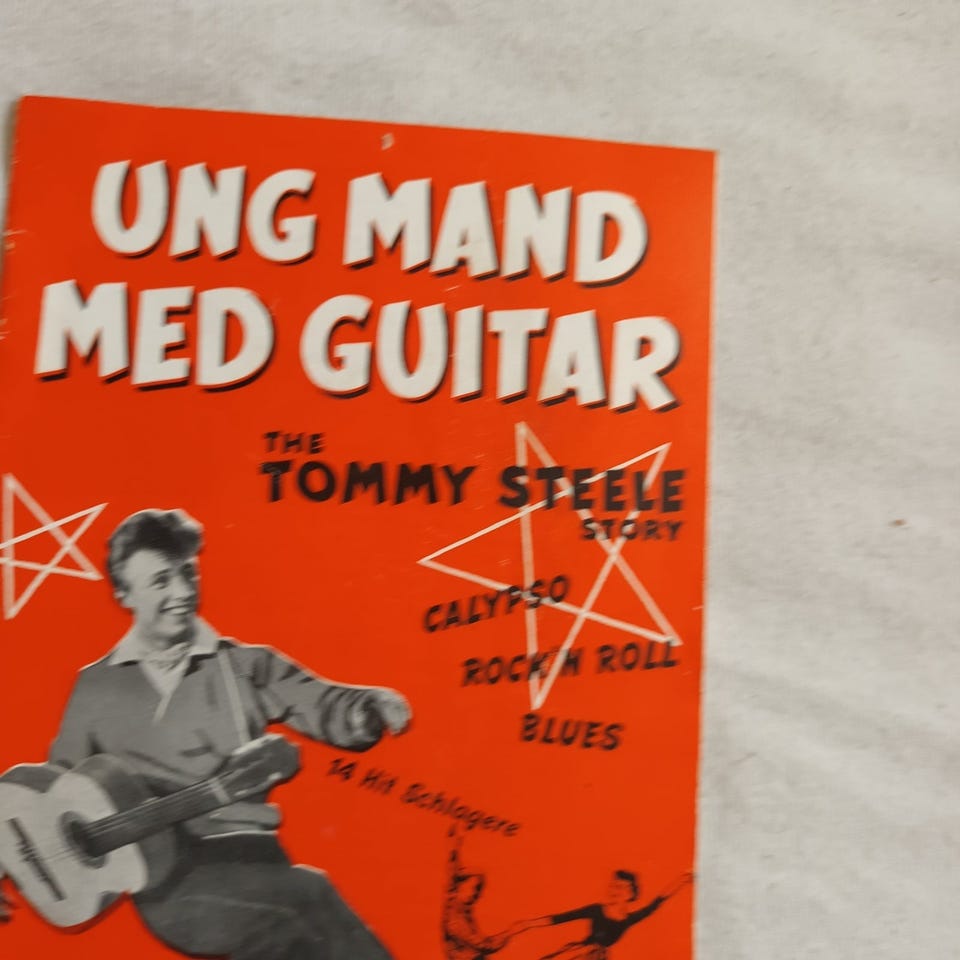 UNG MAND
MED GUITAR
THE
TOMMY STEELE
STORY
CALYPSO
ROCK'N ROLL
BLUES
14 Hit Schlagere